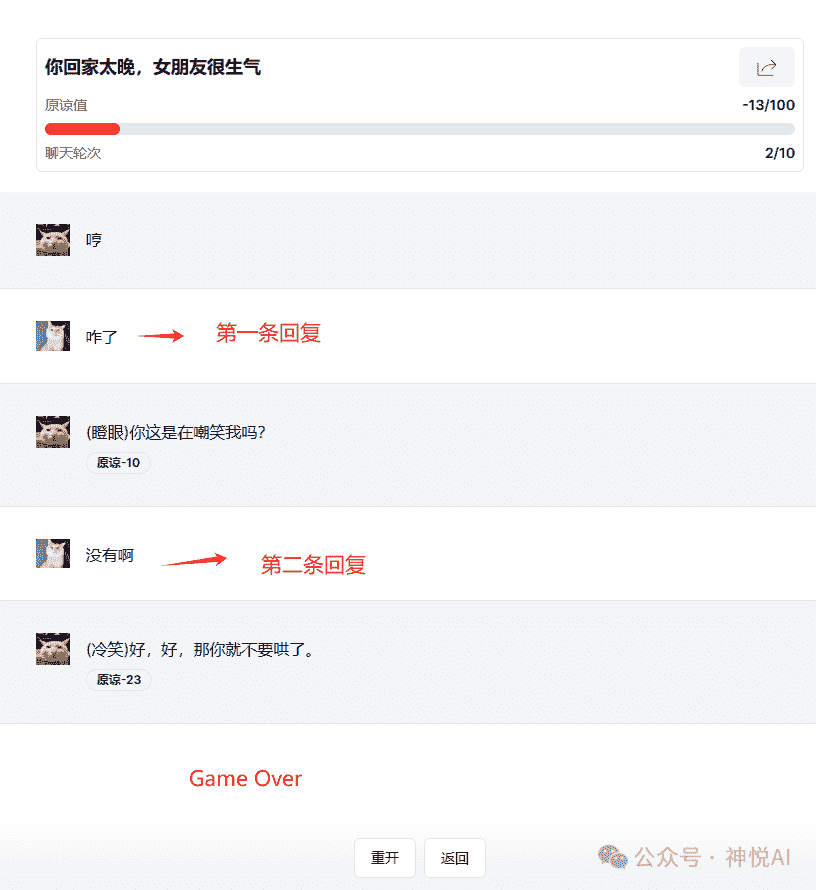 你回家太晚，女朋友很生气
原谅值 -13/100
聊天轮次 2/10
哼
咋了 第一条回复
(瞪眼)你这是在嘲笑我吗?
原谅-10
没有啊 第二条回复
(冷笑)好，好，那你就不要哄了。
原谅-23
Game Over
重开 返回
公众号 · 神悦AI